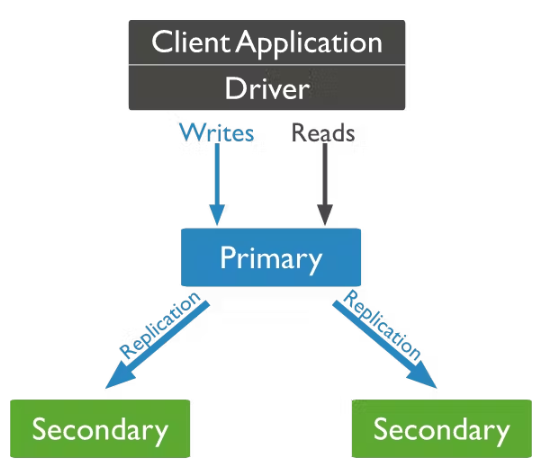 Client Application
Driver
Writes
Reads
Primary
Replication
Replication
Secondary
Secondary